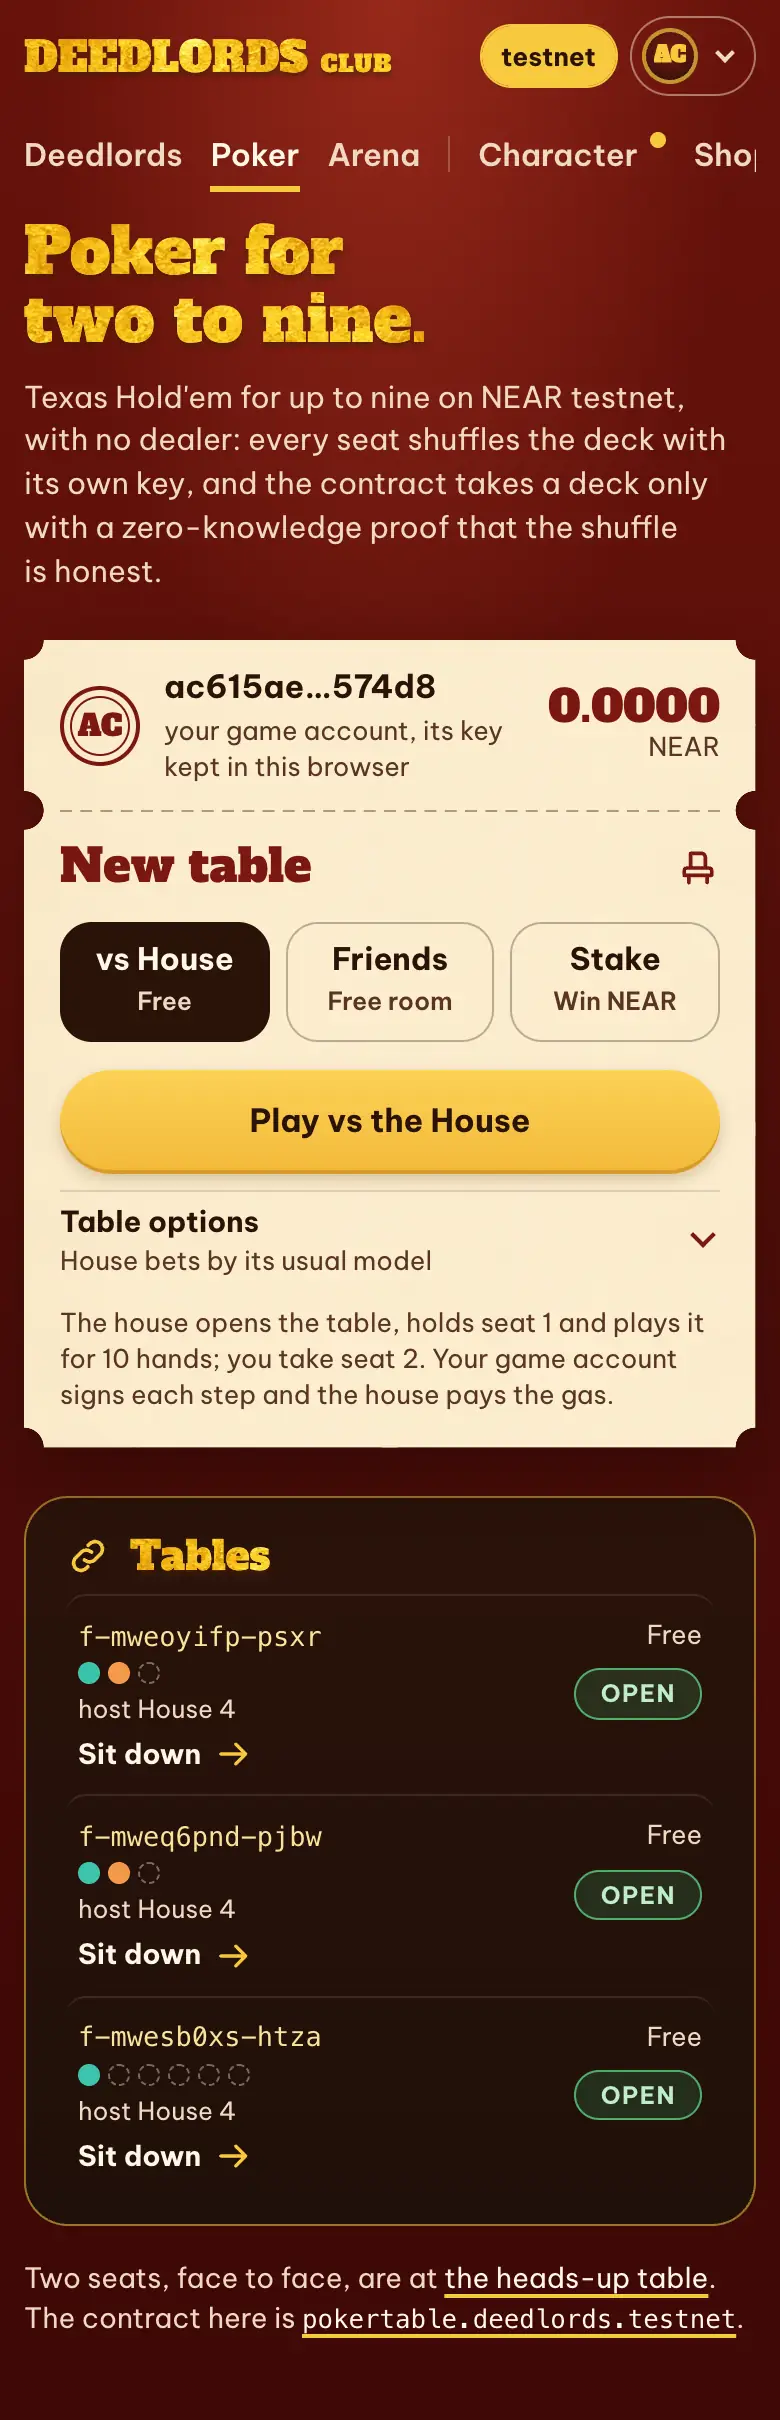 DEEDLORDS CLUB
testnet
AC
Deedlords Poker Arena Character Shop
Poker for
two to nine.
Texas Hold'em for up to nine on NEAR testnet,
with no dealer: every seat shuffles the deck with
its own key, and the contract takes a deck only
with a zero-knowledge proof that the shuffle
is honest.
AC
ac615ae...574d8
your game account, its key
kept in this browser
0.0000
NEAR
New table
vs House
Free
Friends
Free room
Stake
Win NEAR
Play vs the House
Table options
House bets by its usual model
The house opens the table, holds seat 1 and plays it
for 10 hands; you take seat 2. Your game account
signs each step and the house pays the gas.
Tables
f-mweoyifp-psxr
Free
host House 4
OPEN
Sit down →
f-mweq6pnd-pjbw
Free
host House 4
OPEN
Sit down →
f-mwesb0xs-htza
Free
host House 4
OPEN
Sit down →
Two seats, face to face, are at the heads-up table.
The contract here is pokertable.deedlords.testnet.